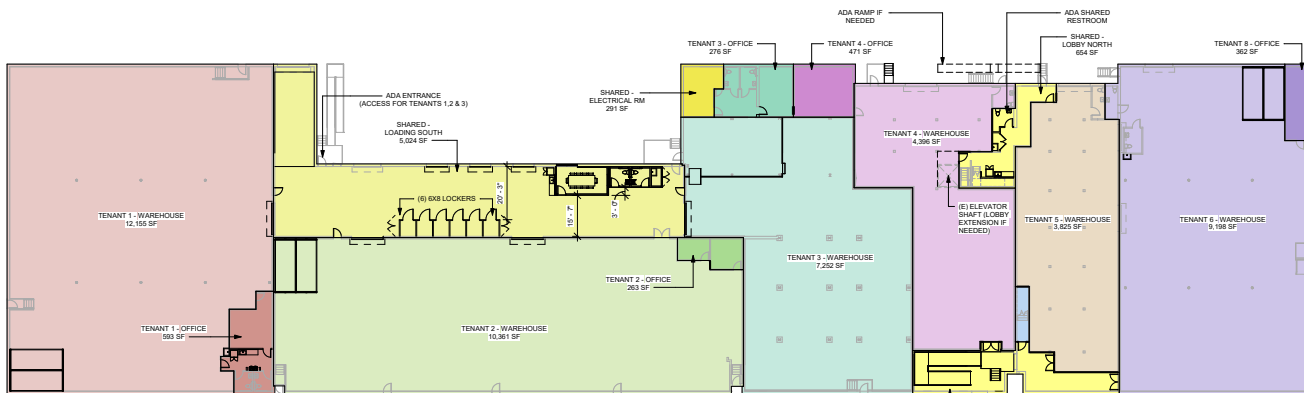 ADA RAMP IF
NEEDED
ADA SHARED
RESTROOM
SHARED -
LOBBY NORTH
654 SF
TENANT 3 - OFFICE
276 SF
TENANT 4 - OFFICE
471 SF
TENANT 8 - OFFICE
362 SF
ADA ENTRANCE
(ACCESS FOR TENANTS 1,2 & 3)
SHARED -
ELECTRICAL RM
291 SF
SHARED -
LOADING SOUTH
5,024 SF
TENANT 4 - WAREHOUSE
4,396 SF
(6) 6X8 LOCKERS
20' - 3"
15' - 7"
3' - 0"
(E) ELEVATOR
SHAFT (LOBBY
EXTENSION IF
NEEDED)
TENANT 1 - WAREHOUSE
12,155 SF
TENANT 5 - WAREHOUSE
3,825 SF
TENANT 6 - WAREHOUSE
9,198 SF
TENANT 3 - WAREHOUSE
7,252 SF
TENANT 2 - OFFICE
263 SF
TENANT 1 - OFFICE
593 SF
TENANT 2 - WAREHOUSE
10,361 SF